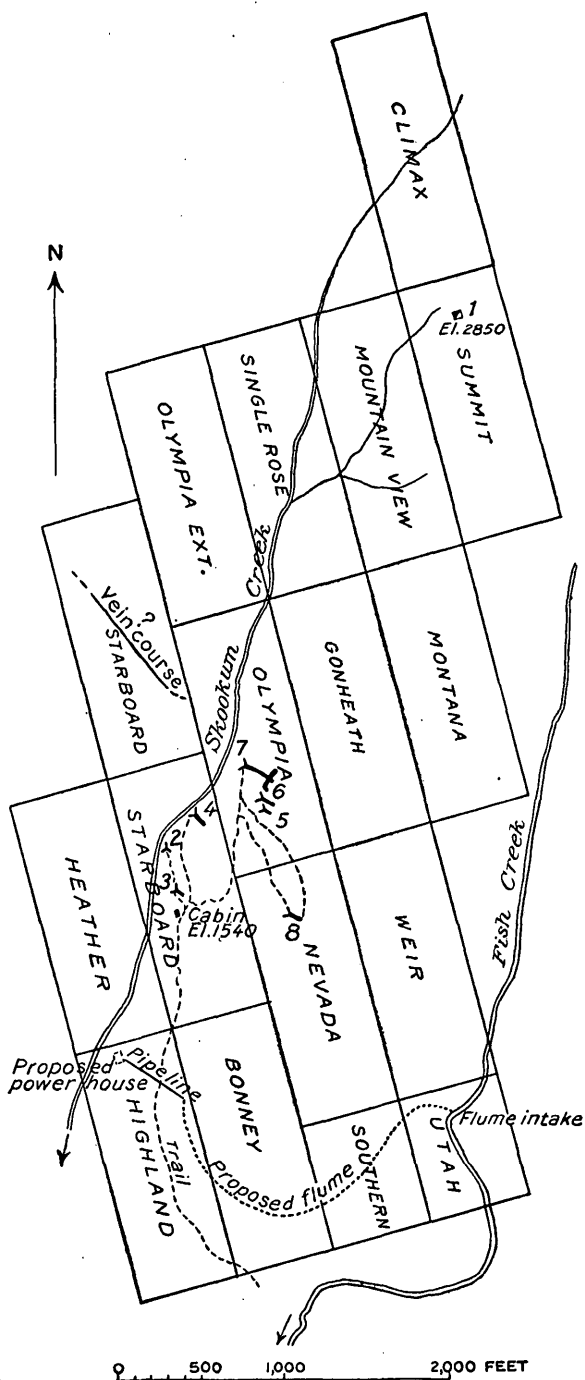 CLIMAX
N
1
El. 2850
SUMMIT
MOUNTAIN VIEW
SINGLE ROSE
OLYMPIA EXT.
Creek
Skookum
?
Vein course
STARBOARD
OLYMPIA
GONHEATH
MONTANA
7
6
5
4
2
3
STARBOARD
Cabin
El. 1540
8
HEATHER
NEVADA
WEIR
Fish Creek
Proposed
power house
Pipeline
HIGHLAND
Trail
BONNEY
Proposed flume
SOUTHERN
UTAH
Flume intake
0 500 1,000 2,000 FEET